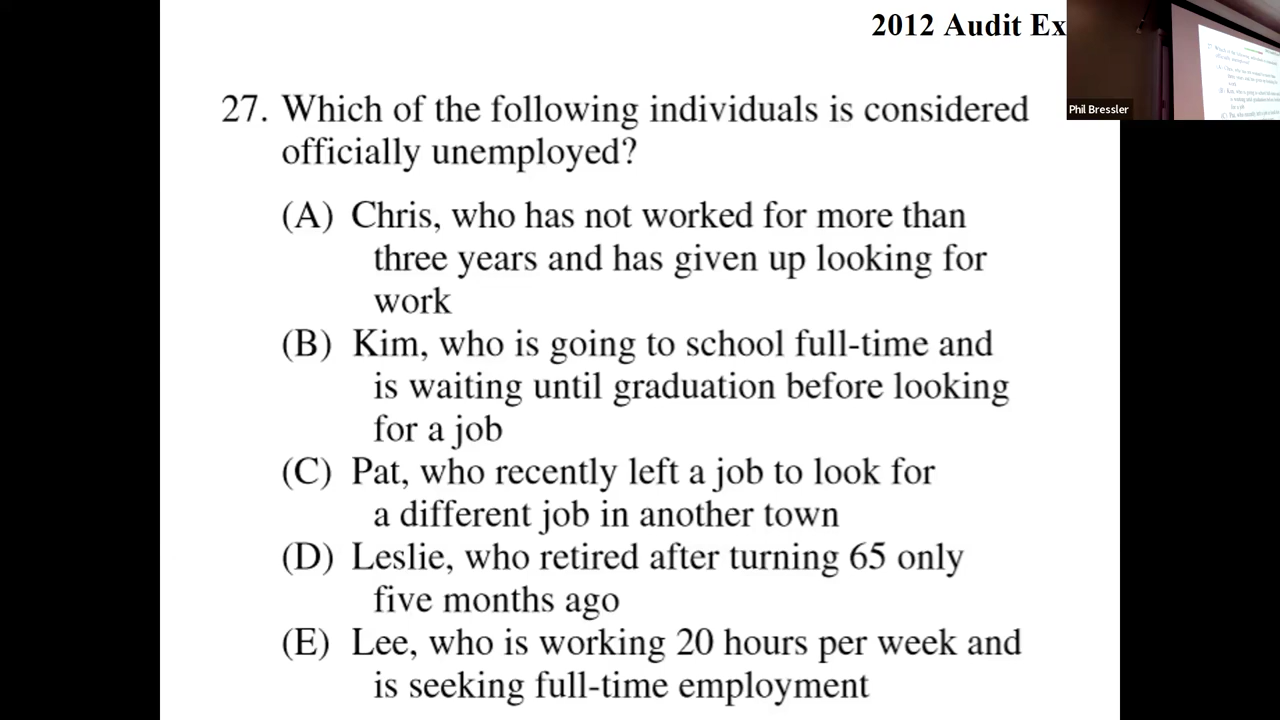 2012 Audit Ex
Phil Bressler
27. Which of the following individuals is considered
officially unemployed?
(A) Chris, who has not worked for more than
three years and has given up looking for
work
(B) Kim, who is going to school full-time and
is waiting until graduation before looking
for a job
(C) Pat, who recently left a job to look for
a different job in another town
(D) Leslie, who retired after turning 65 only
five months ago
(E) Lee, who is working 20 hours per week and
is seeking full-time employment